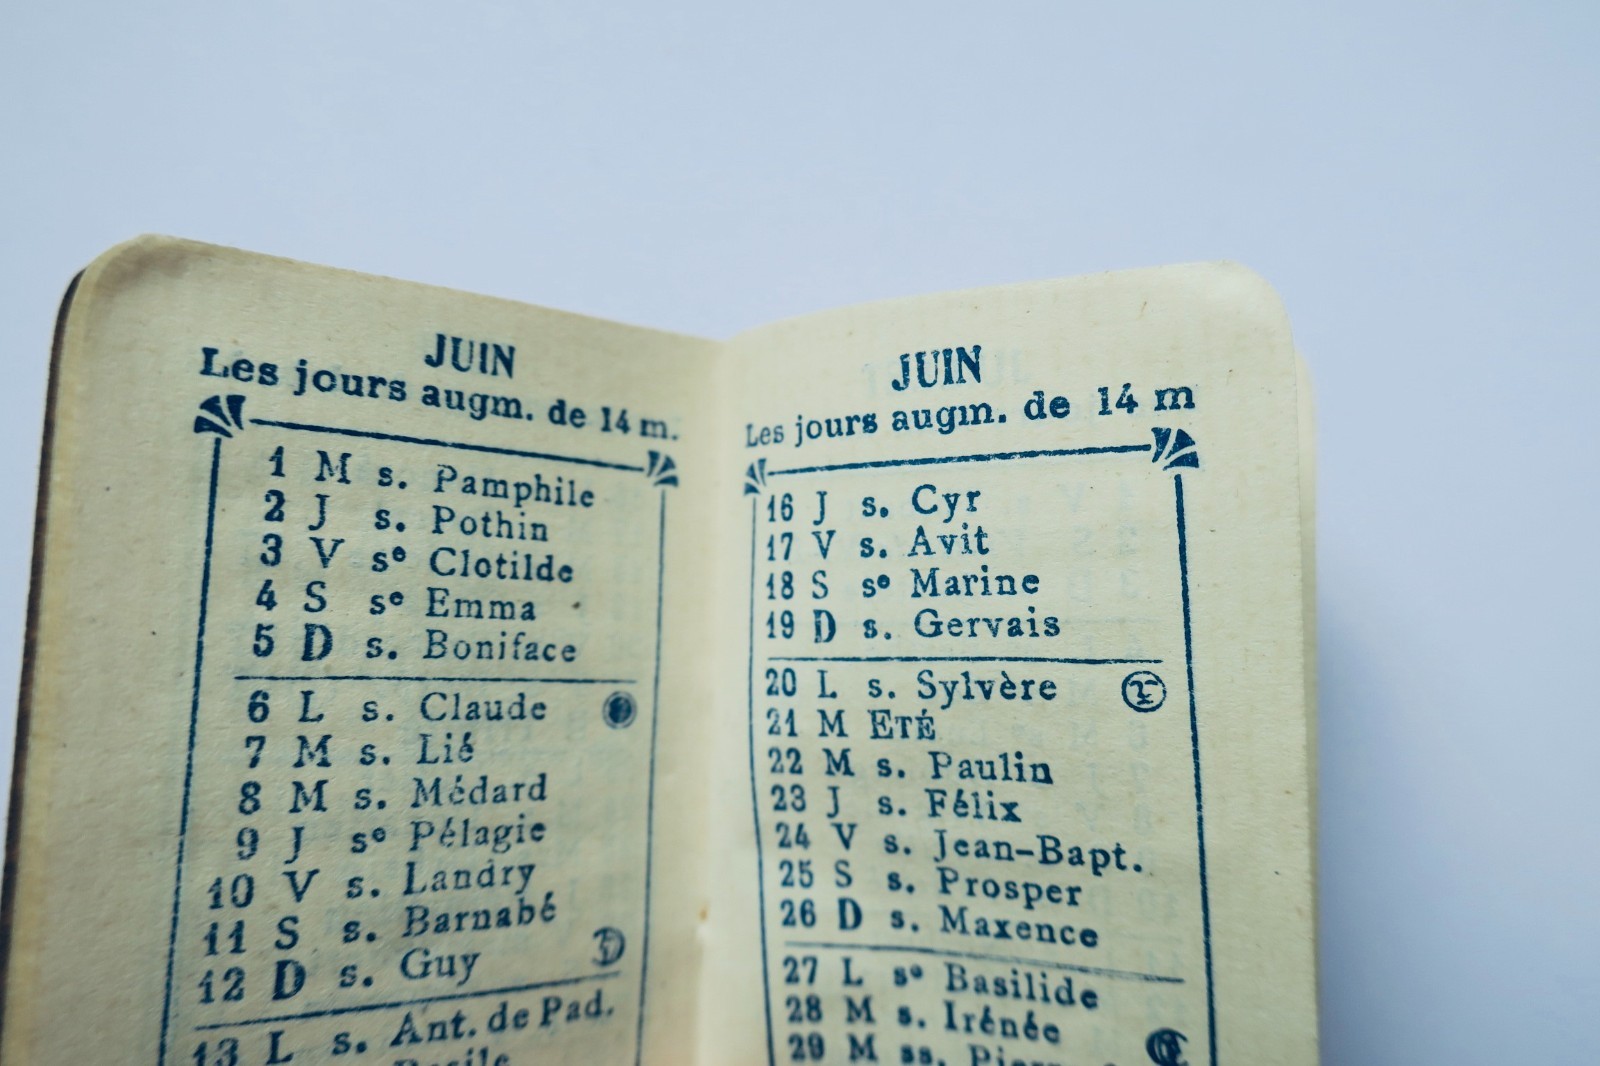 JUIN
Les jours augm. de 14 m.
1 M s. Pamphile
2 J s. Pothin
3 V sᵉ Clotilde
4 S sᵉ Emma
5 D s. Boniface
6 L s. Claude
7 M s. Lié
8 M s. Médard
9 J sᵉ Pélagie
10 V s. Landry
11 S s. Barnabé
12 D s. Guy
13 L s. Ant. de Pad.
JUIN
Les jours augm. de 14 m
16 J s. Cyr
17 V s. Avit
18 S sᵉ Marine
19 D s. Gervais
20 L s. Sylvère
21 M ETÉ
22 M s. Paulin
23 J s. Félix
24 V s. Jean-Bapt.
25 S s. Prosper
26 D s. Maxence
27 L sᵉ Basilide
28 M s. Irénée
29 M ss.